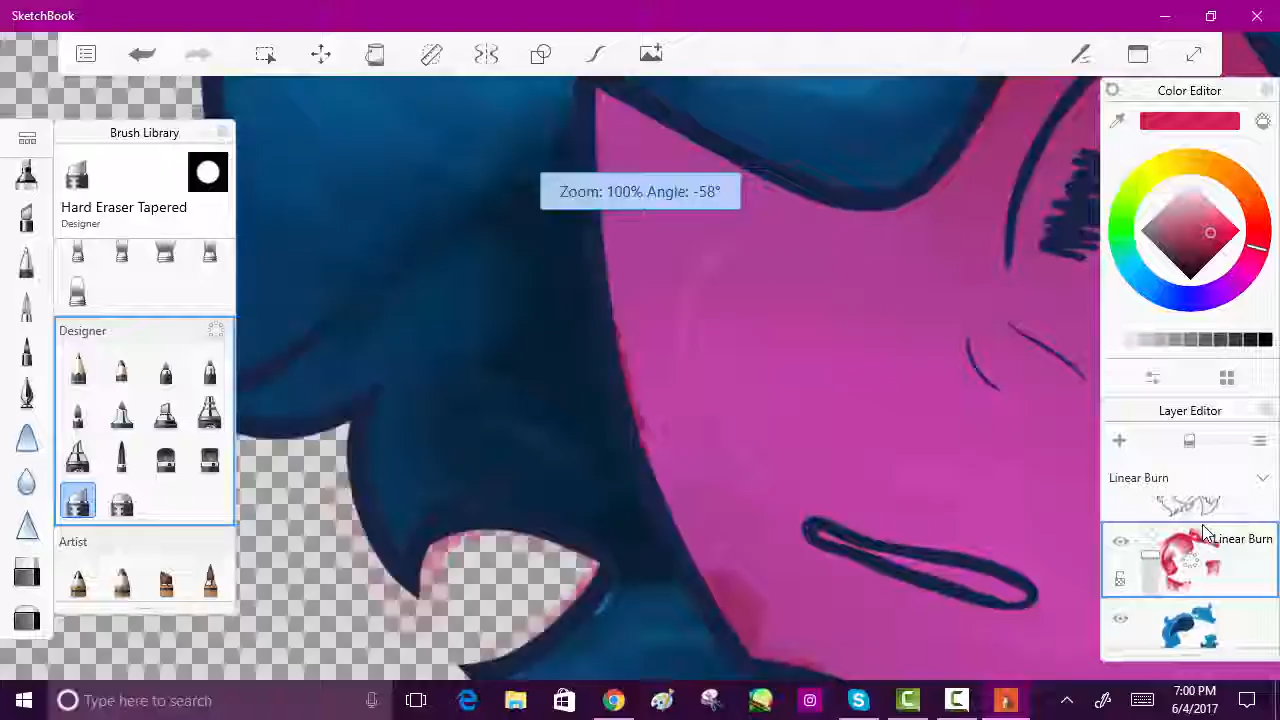 SketchBook
Brush Library
Hard Eraser Tapered
Designer
Designer
Artist
Zoom: 100% Angle: -58°
Color Editor
Layer Editor
Linear Burn
Linear Burn
Type here to search
7:00 PM
6/4/2017